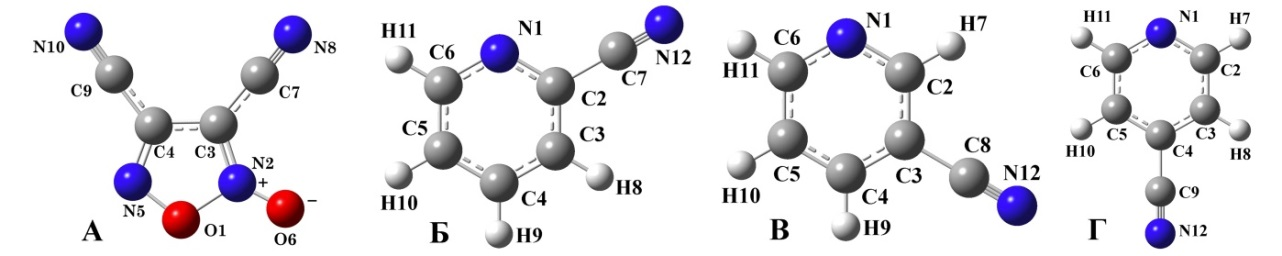 N10
N8
C9
C7
C4
C3
N2
+
N5
O1
O6
−
А
H11
N1
C6
N12
C7
C2
C5
C3
H8
H10
C4
Б
H9
N1
H7
C6
H11
C2
C8
N12
C5
C3
H10
C4
В
H9
H11
N1
H7
C6
C2
C5
C3
H10
C4
H8
C9
Г
N12